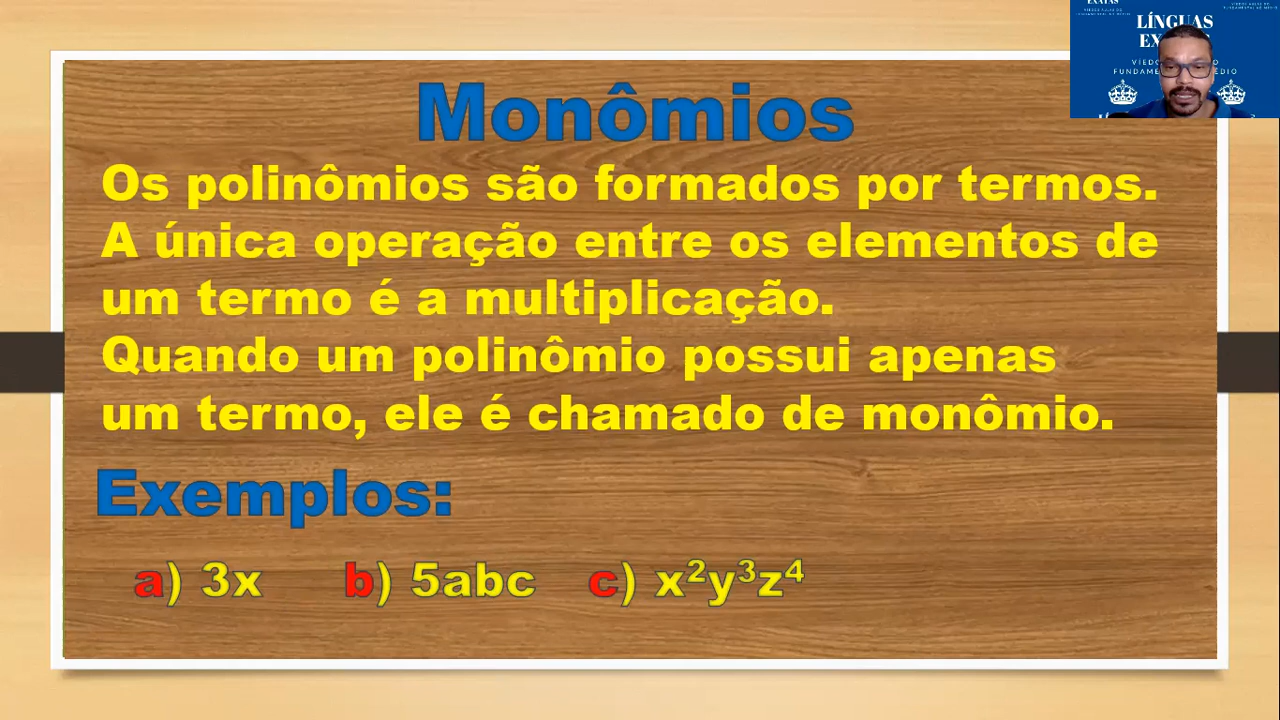 LÍNGUAS
Monômios
Os polinômios são formados por termos.
A única operação entre os elementos de
um termo é a multiplicação.
Quando um polinômio possui apenas
um termo, ele é chamado de monômio.
Exemplos:
a) 3x b) 5abc c) x²y³z⁴